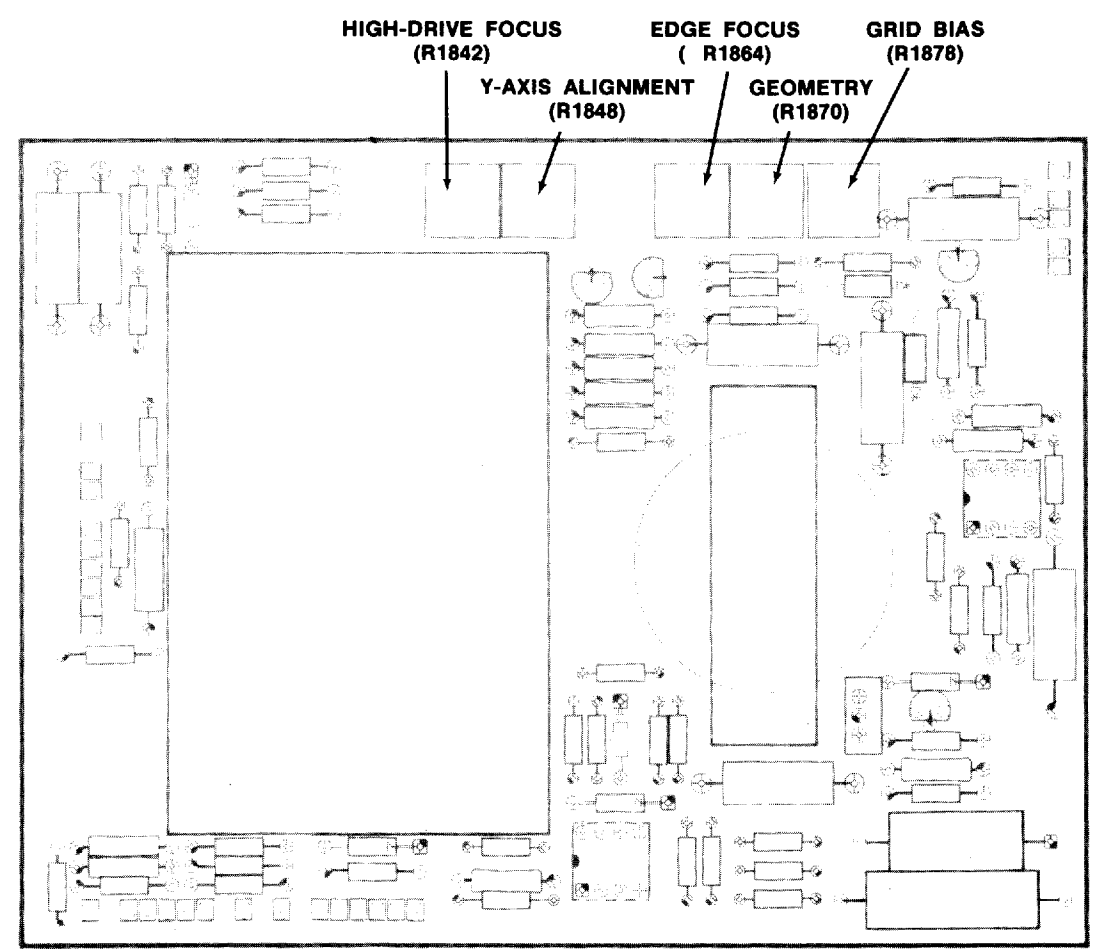 HIGH-DRIVE FOCUS
(R1842)
EDGE FOCUS
( R1864)
GRID BIAS
(R1878)
Y-AXIS ALIGNMENT
(R1848)
GEOMETRY
(R1870)